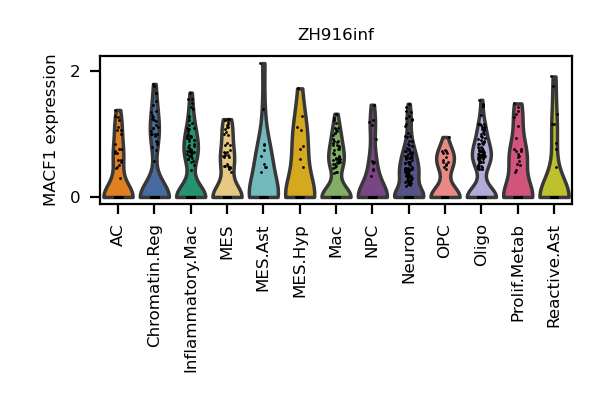 ZH916inf
MACF1 expression
2
0
AC
Chromatin.Reg
Inflammatory.Mac
MES
MES.Ast
MES.Hyp
Mac
NPC
Neuron
OPC
Oligo
Prolif.Metab
Reactive.Ast